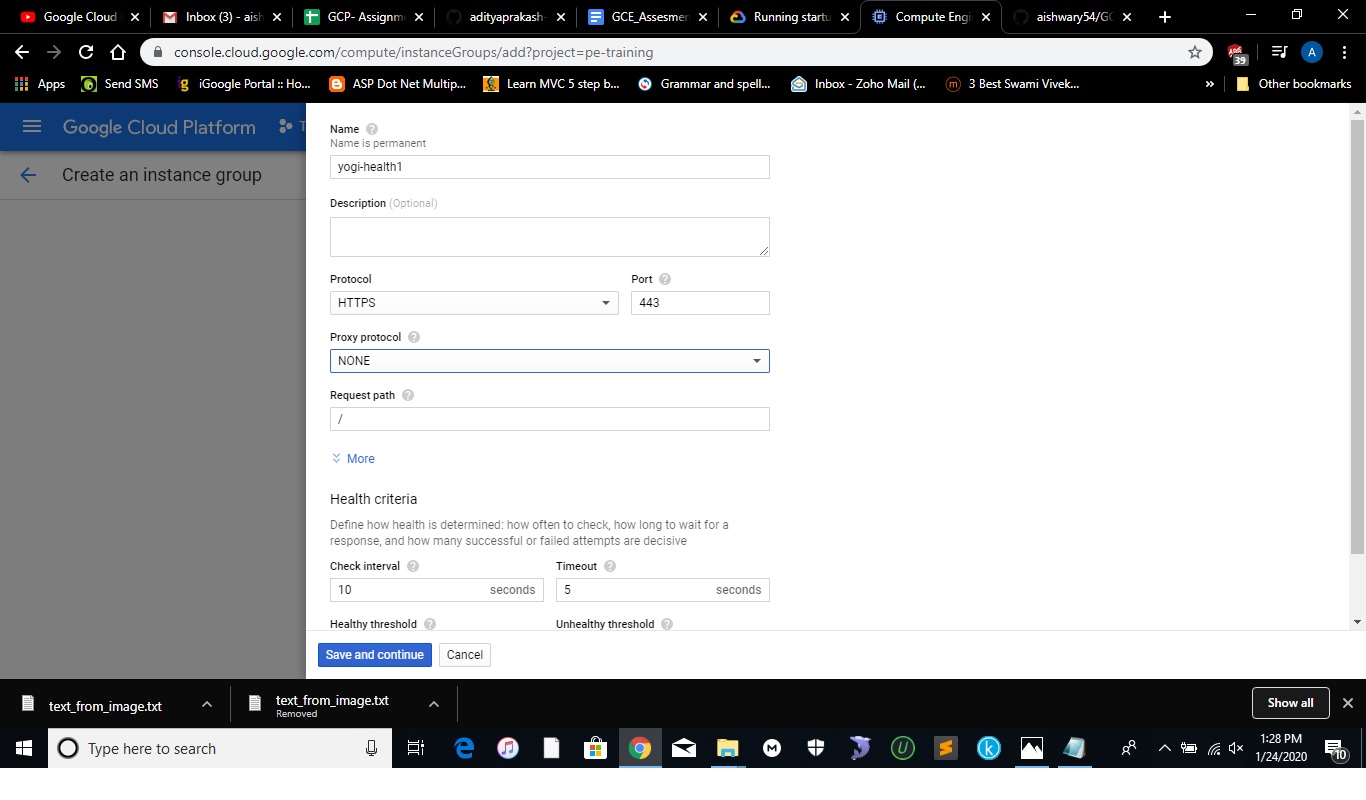 Google Cloud
Inbox (3) - aish
GCP- Assignm
adityaprakash-
GCE_Assesmen
Running startu
Compute Engi
aishwary54/GC
console.cloud.google.com/compute/instanceGroups/add?project=pe-training
39
A
Apps
Send SMS
iGoogle Portal :: Ho...
ASP Dot Net Multip...
Learn MVC 5 step b...
Grammar and spell...
Inbox - Zoho Mail (...
3 Best Swami Vivek...
»
Other bookmarks
Google Cloud Platform
T
Create an instance group
Name
Name is permanent
yogi-health1
Description (Optional)
Protocol
Port
HTTPS
443
Proxy protocol
NONE
Request path
/
More
Health criteria
Define how health is determined: how often to check, how long to wait for a
response, and how many successful or failed attempts are decisive
Check interval
Timeout
10 seconds
5 seconds
Healthy threshold
Unhealthy threshold
Save and continue
Cancel
text_from_image.txt
text_from_image.txt
Removed
Show all
Type here to search
1:28 PM
1/24/2020
10